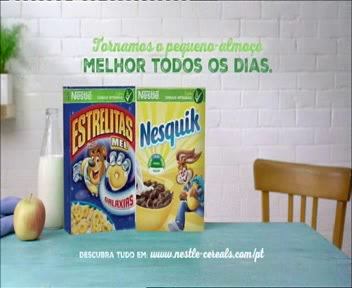 Tornamos o pequeno-almoço
MELHOR TODOS OS DIAS.
Nestlé
Nestlé
ESTRELITAS
MEL
Nesquik
GALAXIAS
DESCUBRA TUDO EM: www.nestle-cereals.com/pt